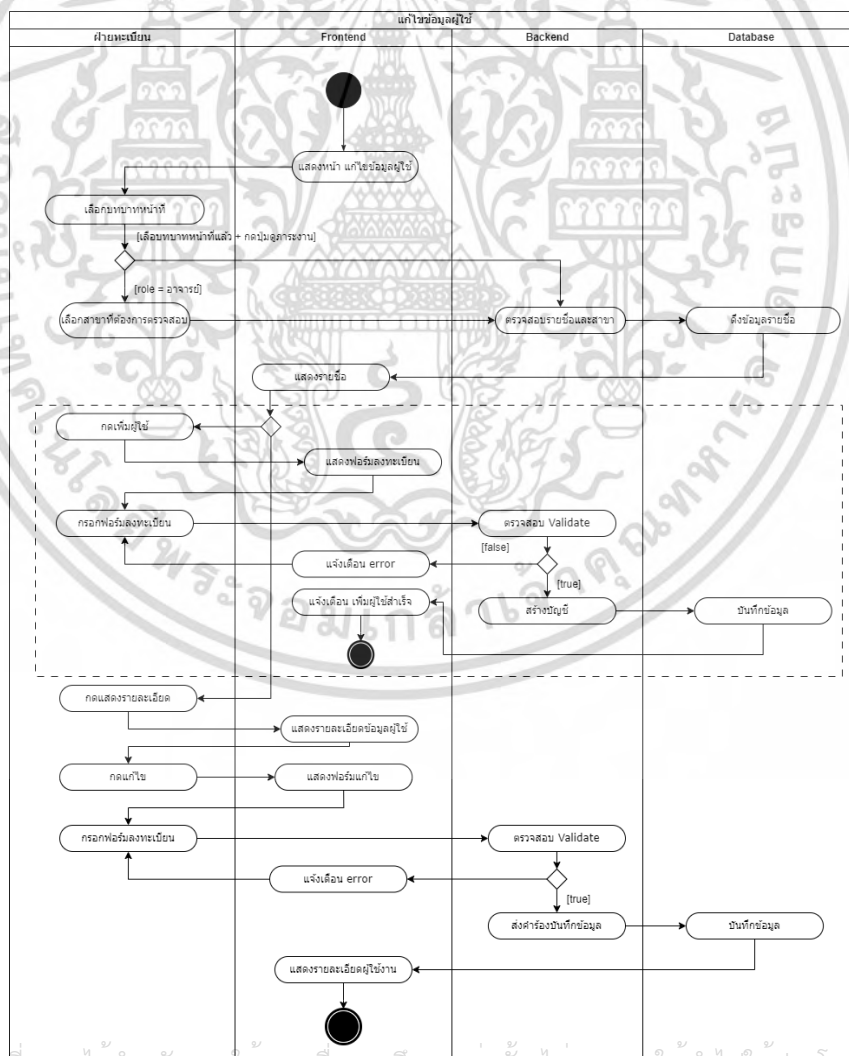 แก้ไขข้อมูลผู้ใช้
ฝ่ายทะเบียน
Frontend
Backend
Database
แสดงหน้า แก้ไขข้อมูลผู้ใช้
เลือกบทบาทหน้าที่
[เลือบทบาทหน้าที่แล้ว + กดปุ่มดูภาระงาน]
[role = อาจารย์]
เลือกสาขาที่ต้องการตรวจสอบ
ตรวจสอบรายชื่อและสาขา
ดึงข้อมูลรายชื่อ
แสดงรายชื่อ
กดเพิ่มผู้ใช้
แสดงฟอร์มลงทะเบียน
กรอกฟอร์มลงทะเบียน
ตรวจสอบ Validate
[false]
แจ้งเตือน error
[true]
แจ้งเตือน เพิ่มผู้ใช้สำเร็จ
สร้างบัญชี
บันทึกข้อมูล
กดแสดงรายละเอียด
แสดงรายละเอียดข้อมูลผู้ใช้
กดแก้ไข
แสดงฟอร์มแก้ไข
กรอกฟอร์มลงทะเบียน
ตรวจสอบ Validate
แจ้งเตือน error
[true]
ส่งคำร้องบันทึกข้อมูล
บันทึกข้อมูล
แสดงรายละเอียดผู้ใช้งาน